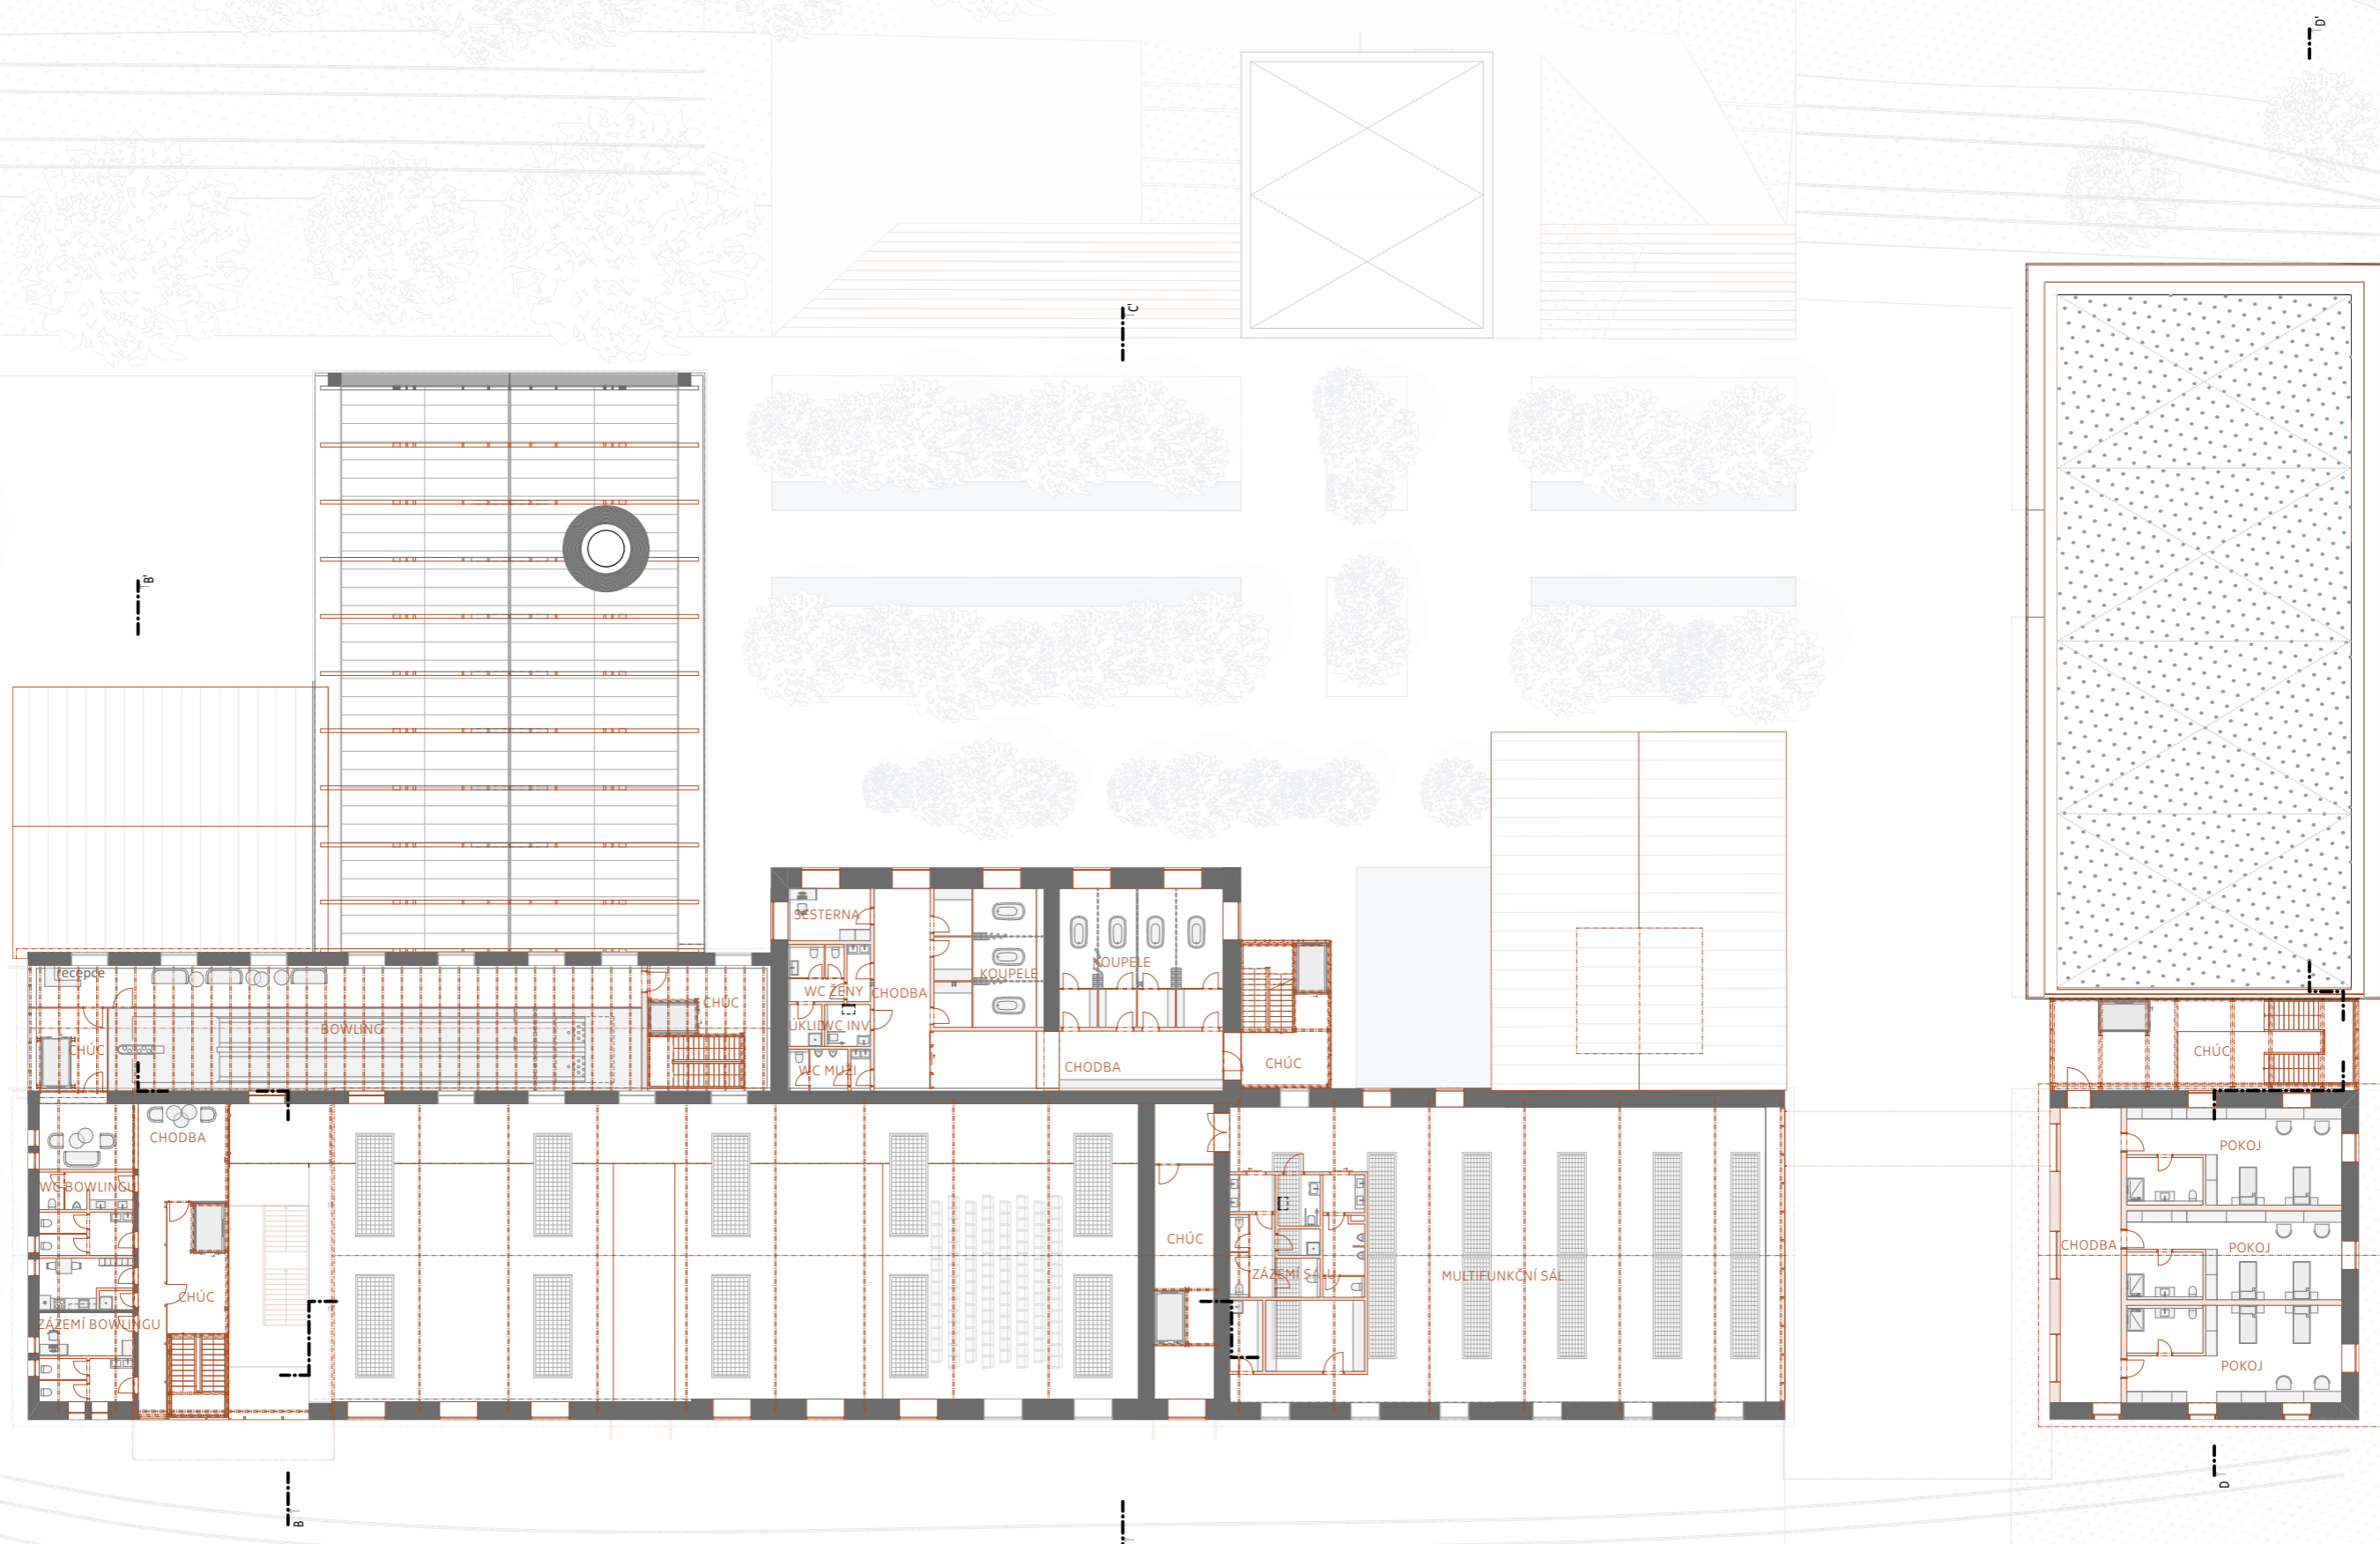 D'
C'
B'
SESTERNA
recepce
KOUPELE
KOUPELE
WC ŽENY
CHODBA
CHÚC
ÚKLID
WC INV
BOWLING
CHÚC
CHÚC
CHÚC
WC MUŽI
CHODBA
CHODBA
POKOJ
WC BOWLINGU
CHÚC
CHODBA
POKOJ
ZÁZEMÍ SÁLU
MULTIFUNKČNÍ SÁL
CHÚC
ZÁZEMÍ BOWLINGU
POKOJ
D
B